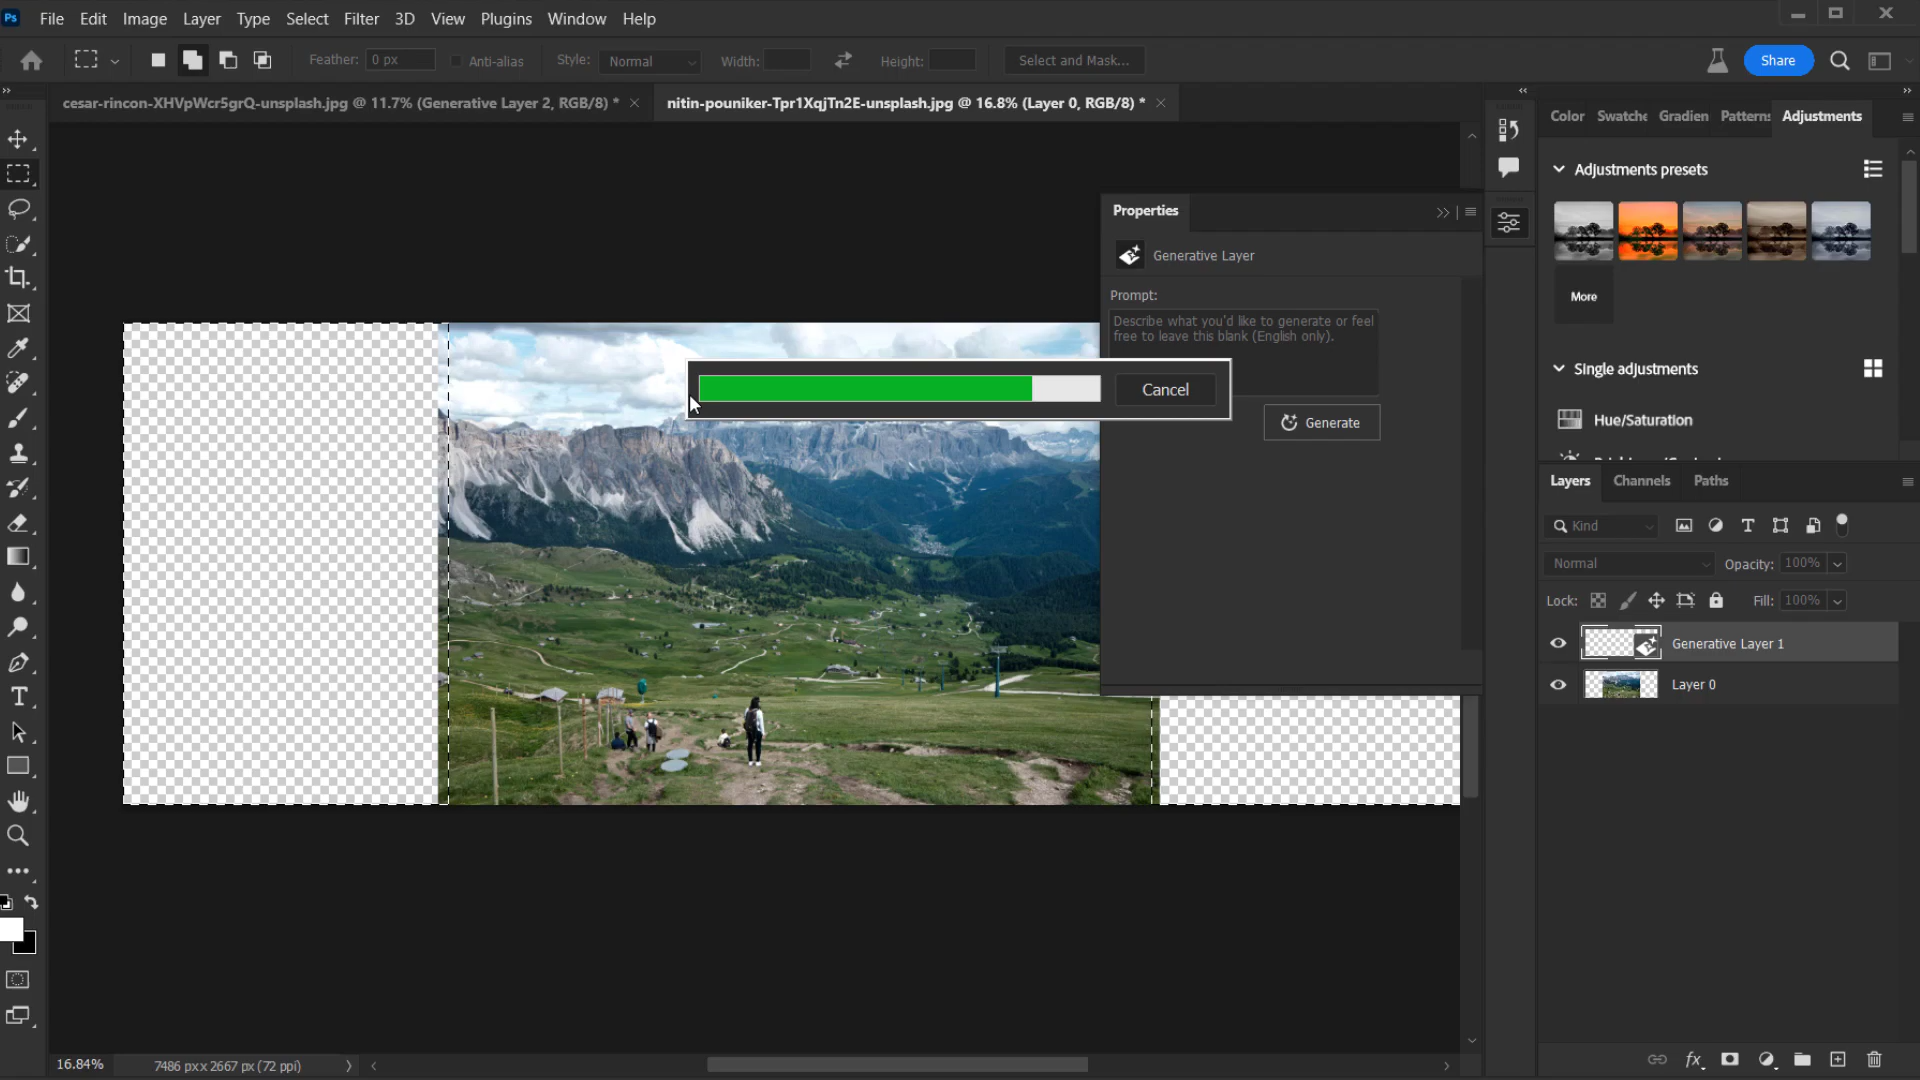 Ps File Edit Image Layer Type Select Filter 3D View Plugins Window Help
Feather: 0 px Anti-alias Style: Normal Width: Height: Select and Mask... Share
cesar-rincon-XHVpWcr5grQ-unsplash.jpg @ 11.7% (Generative Layer 2, RGB/8) * × nitin-pouniker-Tpr1XqjTn2E-unsplash.jpg @ 16.8% (Layer 0, RGB/8) * ×
Color Swatche Gradien Patterns Adjustments
Adjustments presets
More
Single adjustments
Hue/Saturation
Properties
Generative Layer
Prompt:
Describe what you'd like to generate or feel
free to leave this blank (English only).
Cancel
Generate
Layers Channels Paths
Kind
Normal Opacity: 100%
Lock: Fill: 100%
Generative Layer 1
Layer 0
fx
16.84% 7486 px x 2667 px (72 ppi)